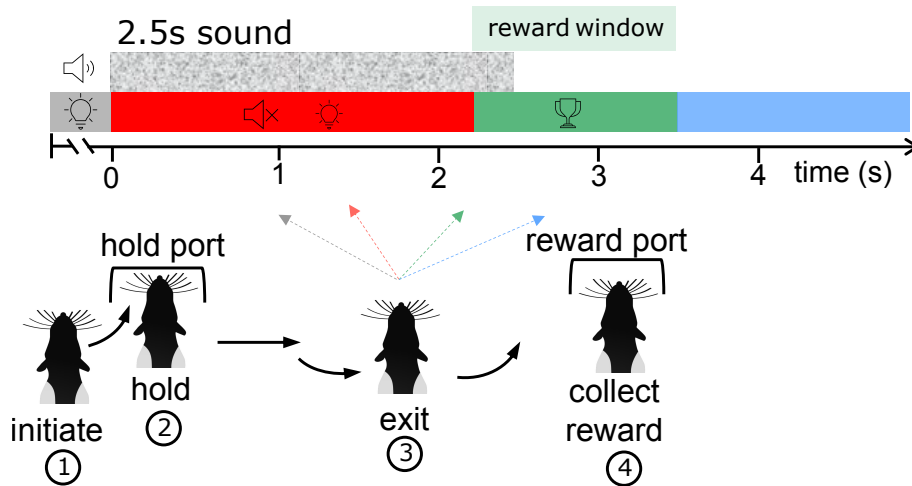 2.5s sound
reward window
0 1 2 3 4 time (s)
hold port
reward port
initiate
1
hold
2
exit
3
collect
reward
4